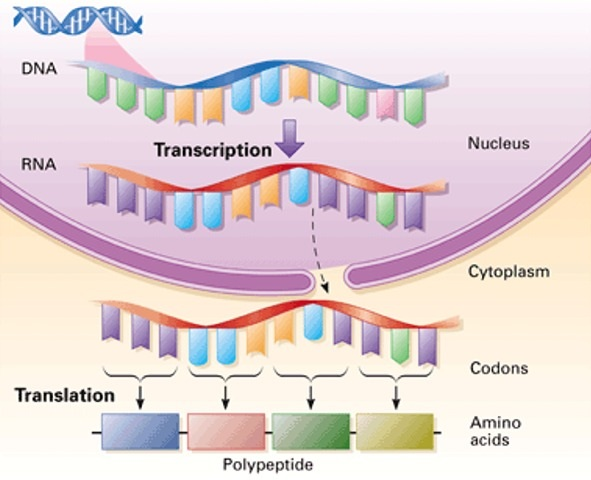 DNA
Nucleus
Transcription
RNA
Cytoplasm
Codons
Translation
Amino
acids
Polypeptide